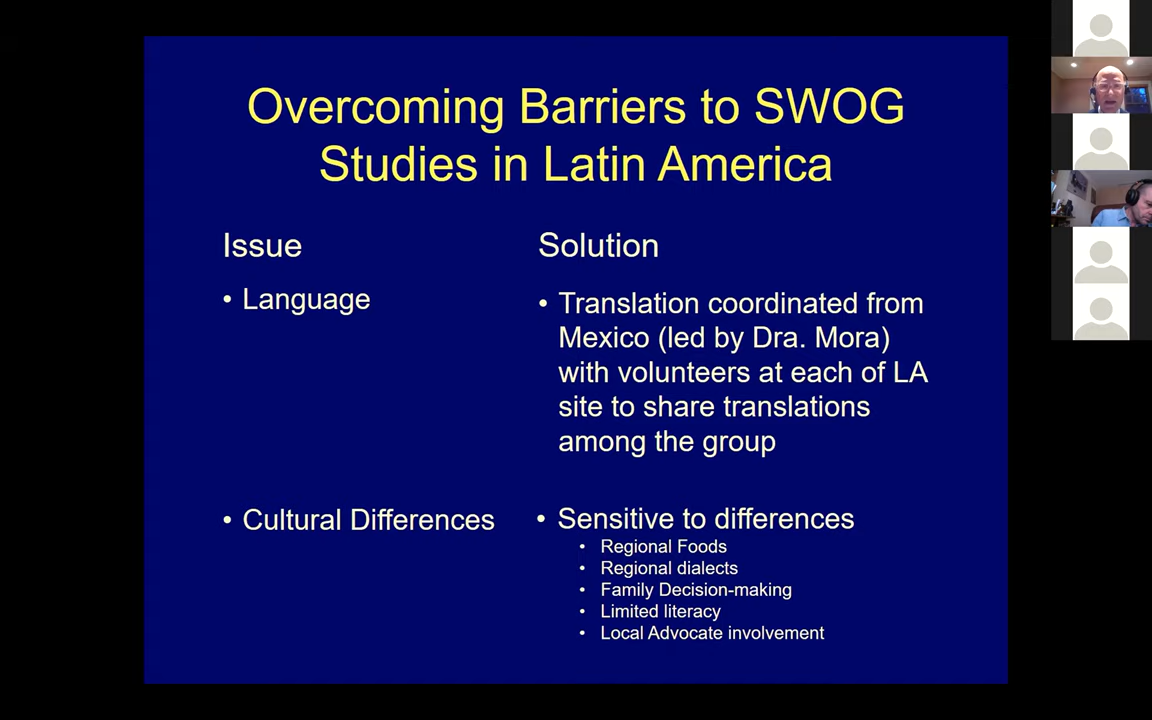 Overcoming Barriers to SWOG
Studies in Latin America
Issue
Solution
• Language
• Translation coordinated from
Mexico (led by Dra. Mora)
with volunteers at each of LA
site to share translations
among the group
• Cultural Differences
• Sensitive to differences
• Regional Foods
• Regional dialects
• Family Decision-making
• Limited literacy
• Local Advocate involvement